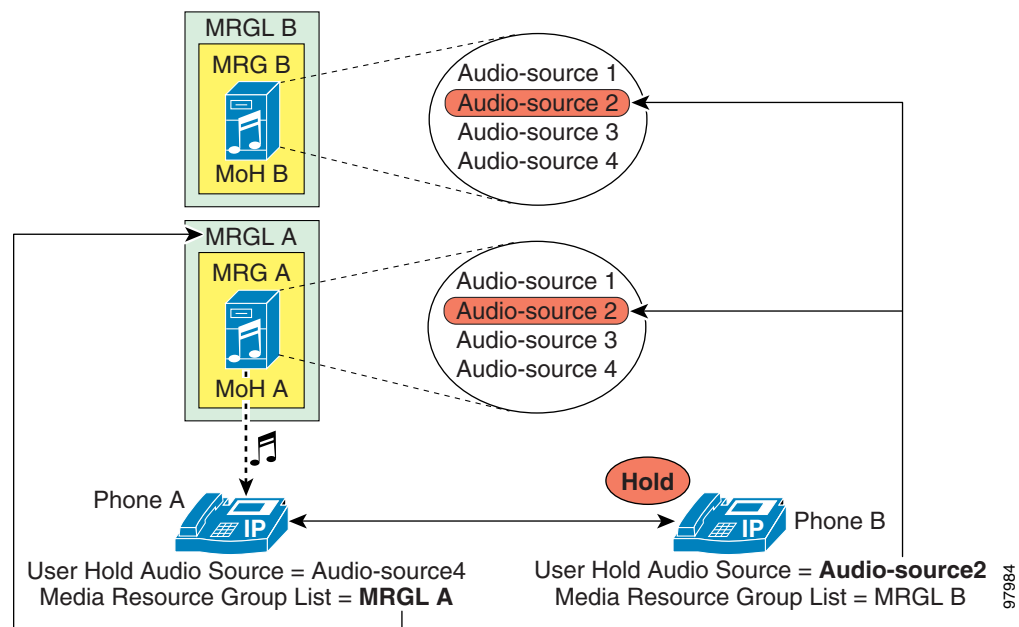 MRGL B
MRG B
MoH B
Audio-source 1
Audio-source 2
Audio-source 3
Audio-source 4
MRGL A
MRG A
MoH A
Audio-source 1
Audio-source 2
Audio-source 3
Audio-source 4
Hold
Phone A
IP
IP
Phone B
User Hold Audio Source = Audio-source4
Media Resource Group List = MRGL A
User Hold Audio Source = Audio-source2
Media Resource Group List = MRGL B
97984